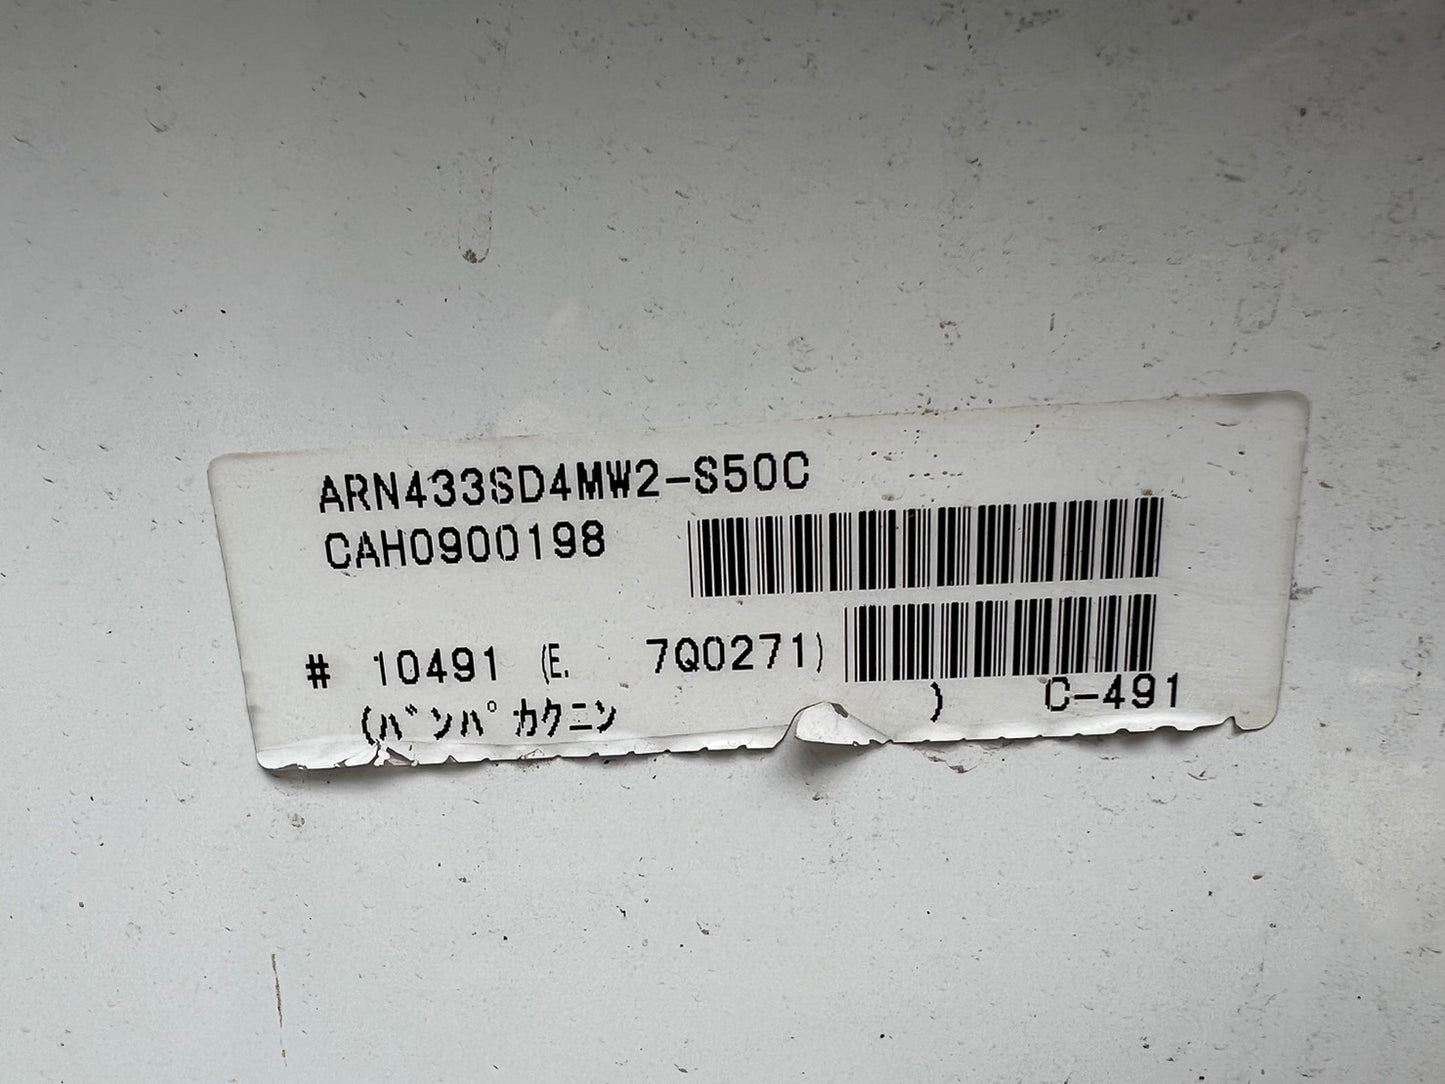 ARN433SD4MW2-S50C
CAH0900198
# 10491 (E. 7Q0271)
(ﾊﾞﾝﾊﾟ ｶｸﾆﾝ ) C-491